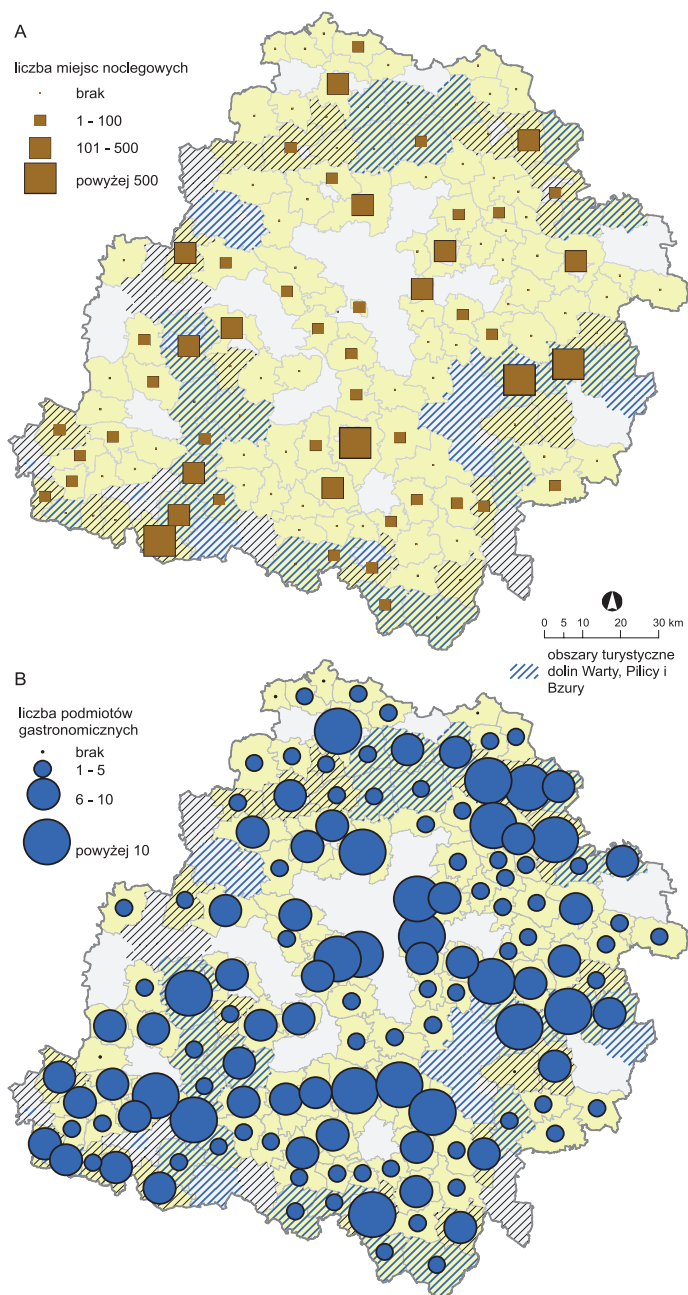 A
liczba miejsc noclegowych
brak
1 - 100
101 - 500
powyżej 500
0 5 10 20 30 km
obszary turystyczne
dolin Warty, Pilicy i
Bzury
B
liczba podmiotów
gastronomicznych
brak
1 - 5
6 - 10
powyżej 10